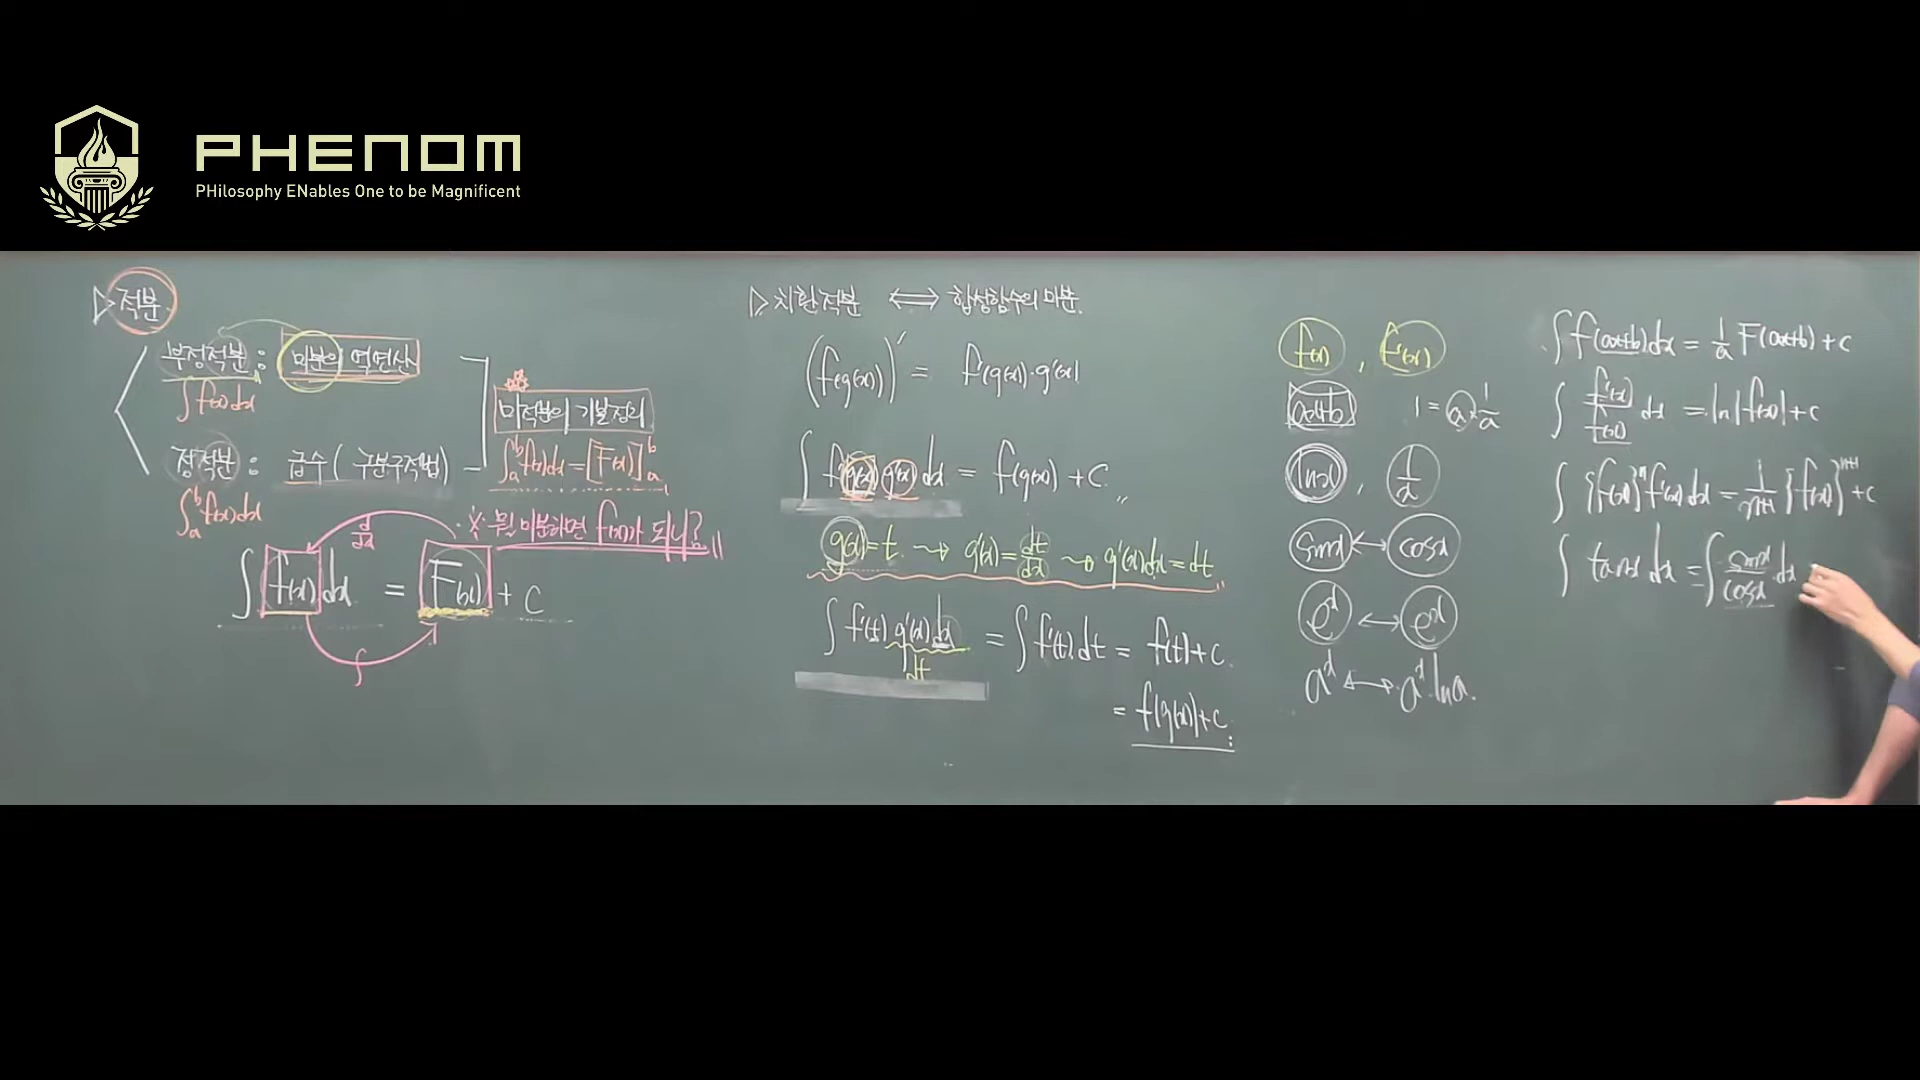 PHENOM
PHilosophy ENables One to be Magnificent
▷적분
부정적분 : 미분의 역연산
∫f(x)dx
정적분 : 급수 (구분구적법)
∫ₐᵇf(x)dx
미적분의 기본정리
∫ₐᵇf(x)dx=[F(x)]ₐᵇ
※ 뭘 미분하면 f(x)가 되니?
d/dx
∫f(x)dx = F(x) + C
∫
▷치환적분 ⟺ 합성함수의 미분.
(f(g(x)))′ = f′(g(x))·g′(x)
∫f′(g(x))g′(x)dx = f(g(x)) + C
g(x)=t ⇝ g′(x)=dt/dx ⇝ g′(x)dx=dt
∫f′(t) g′(x)dx = ∫f′(t)dt = f(t)+C.
dt
= f(g(x))+C
f(x) , f′(x)
ax+b 1 = a×1/a
lnx , 1/x
sinx ↔ cosx
eˣ ↔ eˣ
aˣ ↔ aˣ·lna.
∫f(ax+b)dx = 1/a F(ax+b) + C
∫ f′(x)/f(x) dx = ln|f(x)|+C
∫{f(x)}ⁿf′(x)dx = 1/(n+1) {f(x)}ⁿ⁺¹ +C
∫tanx dx = ∫ sinx/cosx dx